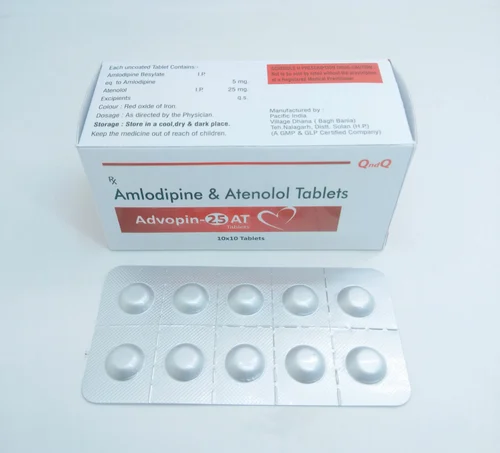 Each uncoated Tablet Contains:-
Amlodipine Besylate I.P.
eq. to Amlodipine 5 mg.
Atenolol I.P. 25 mg.
Excipients q.s.
Colour : Red oxide of Iron.
Dosage : As directed by the Physician.
Storage : Store in a cool,dry & dark place.
Keep the medicine out of reach of children.
Manufactured by :
Pacific India
Village Dhana ( Bagh Bania)
Teh.Nalagarh, Distt. Solan (H.P.)
(A GMP & GLP Certified Company)
QndQ
Rx
Amlodipine & Atenolol Tablets
Advopin-25 AT
Tablets
10x10 Tablets